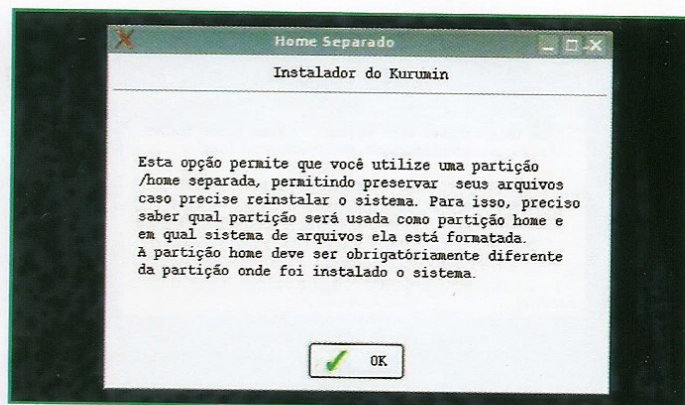 Home Separado
Instalador do Kurumin
Esta opção permite que você utilize uma partição
/home separada, permitindo preservar seus arquivos
caso precise reinstalar o sistema. Para isso, preciso
saber qual partição será usada como partição home e
em qual sistema de arquivos ela está formatada.
A partição home deve ser obrigatóriamente diferente
da partição onde foi instalado o sistema.
OK